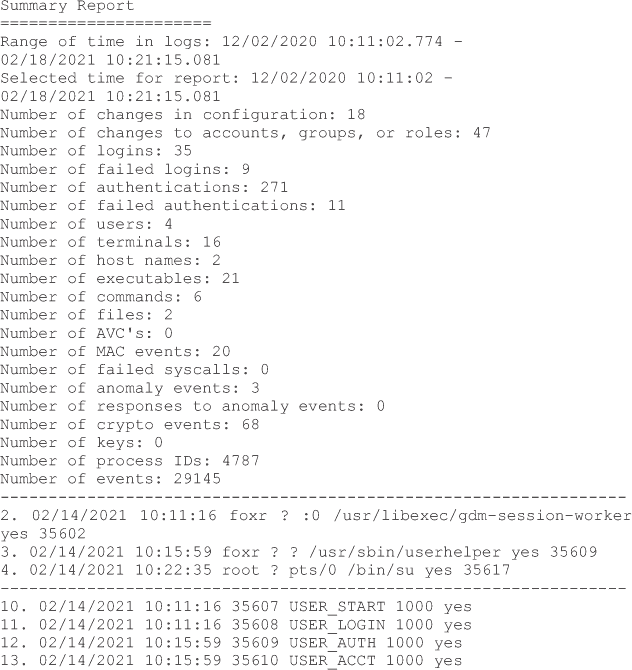 Summary Report
======================
Range of time in logs: 12/02/2020 10:11:02.774 –
02/18/2021 10:21:15.081
Selected time for report: 12/02/2020 10:11:02 –
02/18/2021 10:21:15.081
Number of changes in configuration: 18
Number of changes to accounts, groups, or roles: 47
Number of logins: 35
Number of failed logins: 9
Number of authentications: 271
Number of failed authentications: 11
Number of users: 4
Number of terminals: 16
Number of host names: 2
Number of executables: 21
Number of commands: 6
Number of files: 2
Number of AVC's: 0
Number of MAC events: 20
Number of failed syscalls: 0
Number of anomaly events: 3
Number of responses to anomaly events: 0
Number of crypto events: 68
Number of keys: 0
Number of process IDs: 4787
Number of events: 29145
-----------------------------------------------------------------
2. 02/14/2021 10:11:16 foxr ? :0 /usr/libexec/gdm-session-worker
yes 35602
3. 02/14/2021 10:15:59 foxr ? ? /usr/sbin/userhelper yes 35609
4. 02/14/2021 10:22:35 root ? pts/0 /bin/su yes 35617
-----------------------------------------------------------------
10. 02/14/2021 10:11:16 35607 USER_START 1000 yes
11. 02/14/2021 10:11:16 35608 USER_LOGIN 1000 yes
12. 02/14/2021 10:15:59 35609 USER_AUTH 1000 yes
13. 02/14/2021 10:15:59 35610 USER_ACCT 1000 yes